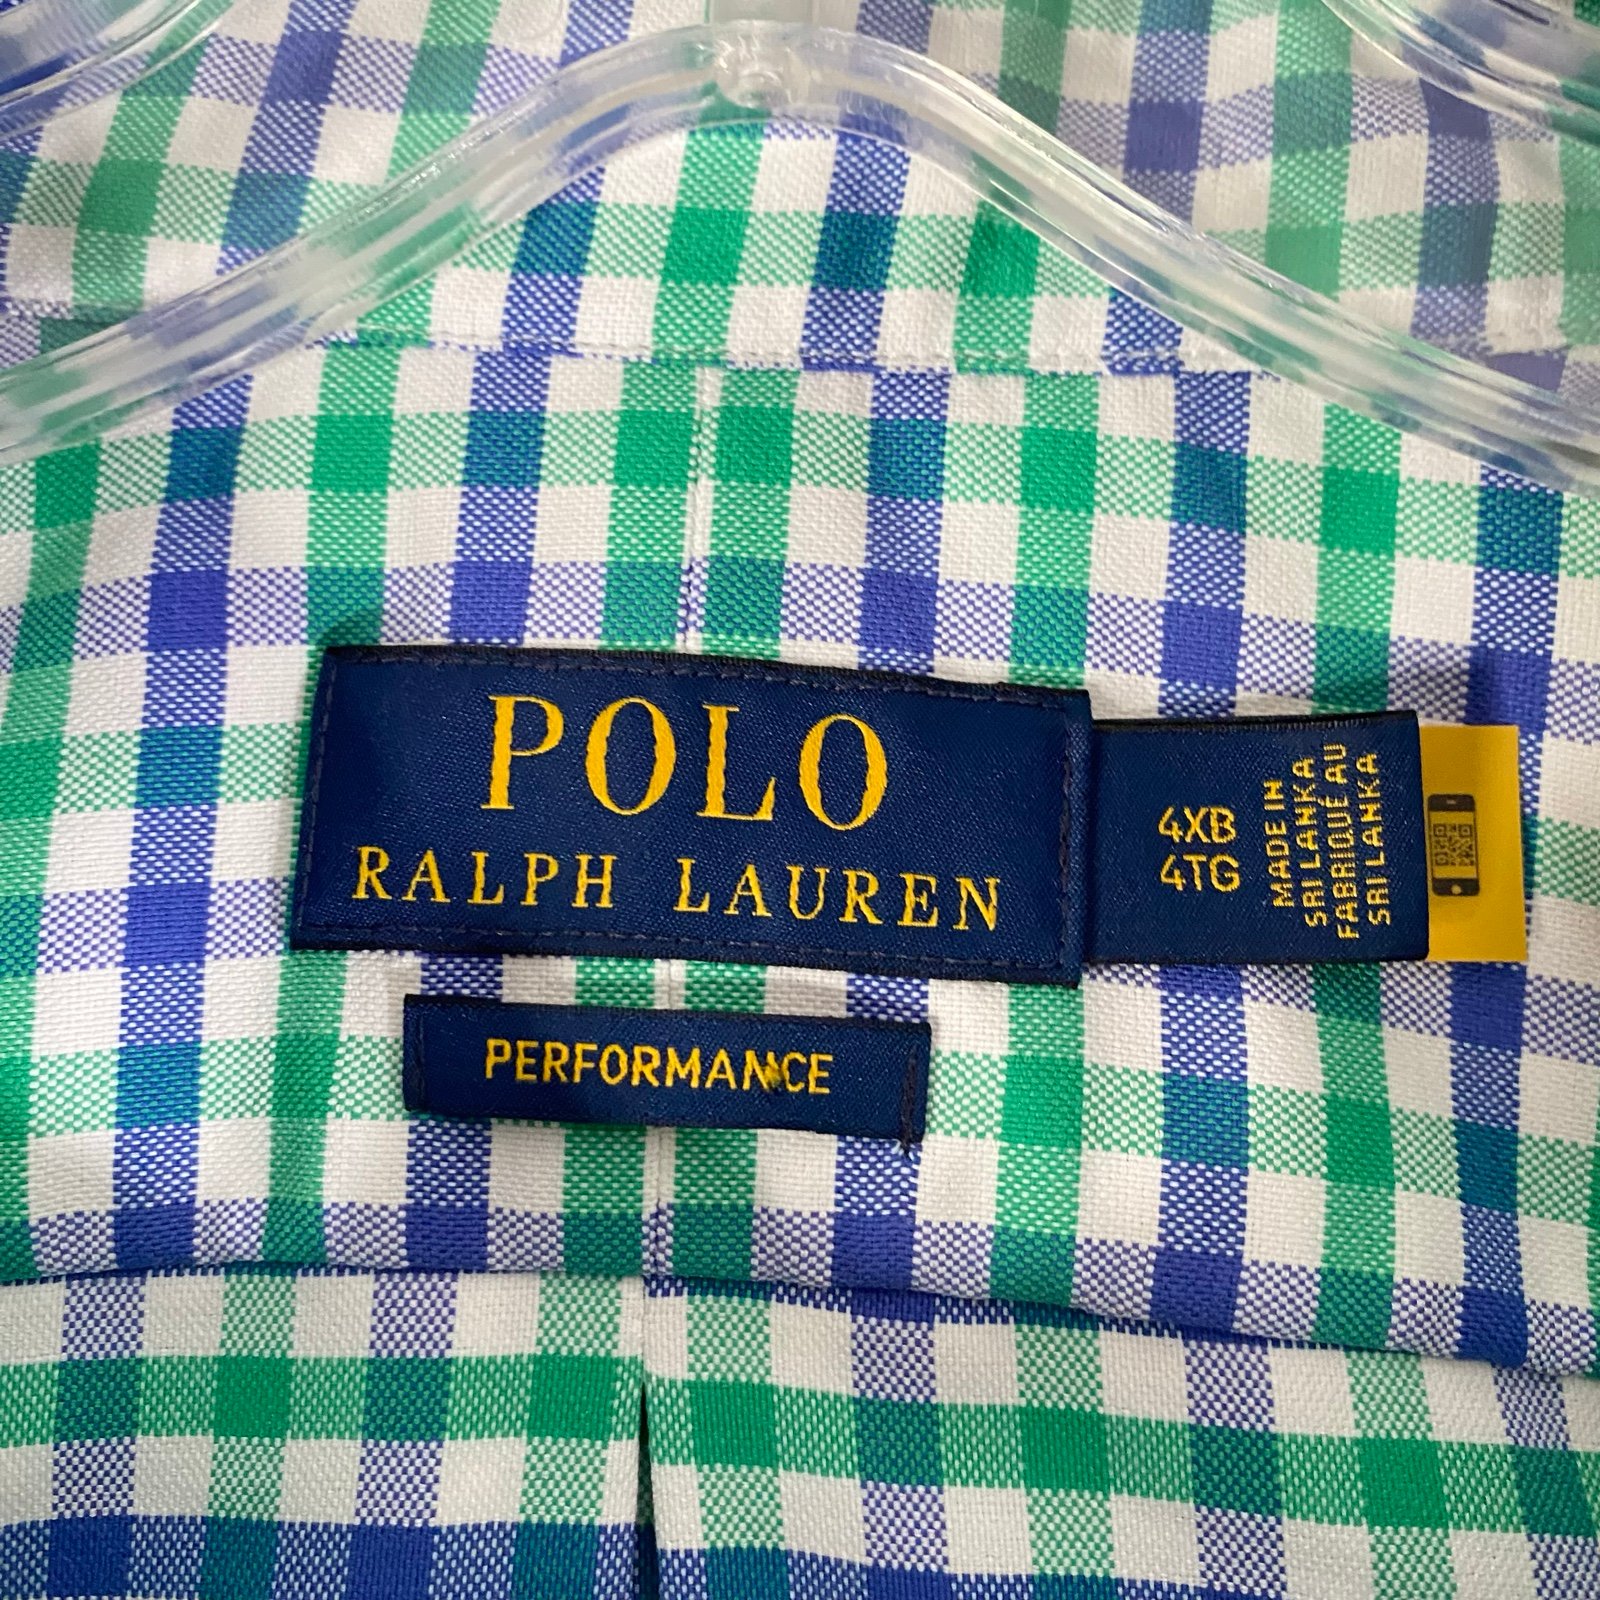 POLO
RALPH LAUREN
4XB
4TG
MADE IN
SRI LANKA
FABRIQUÉ AU
SRI LANKA
PERFORMANCE